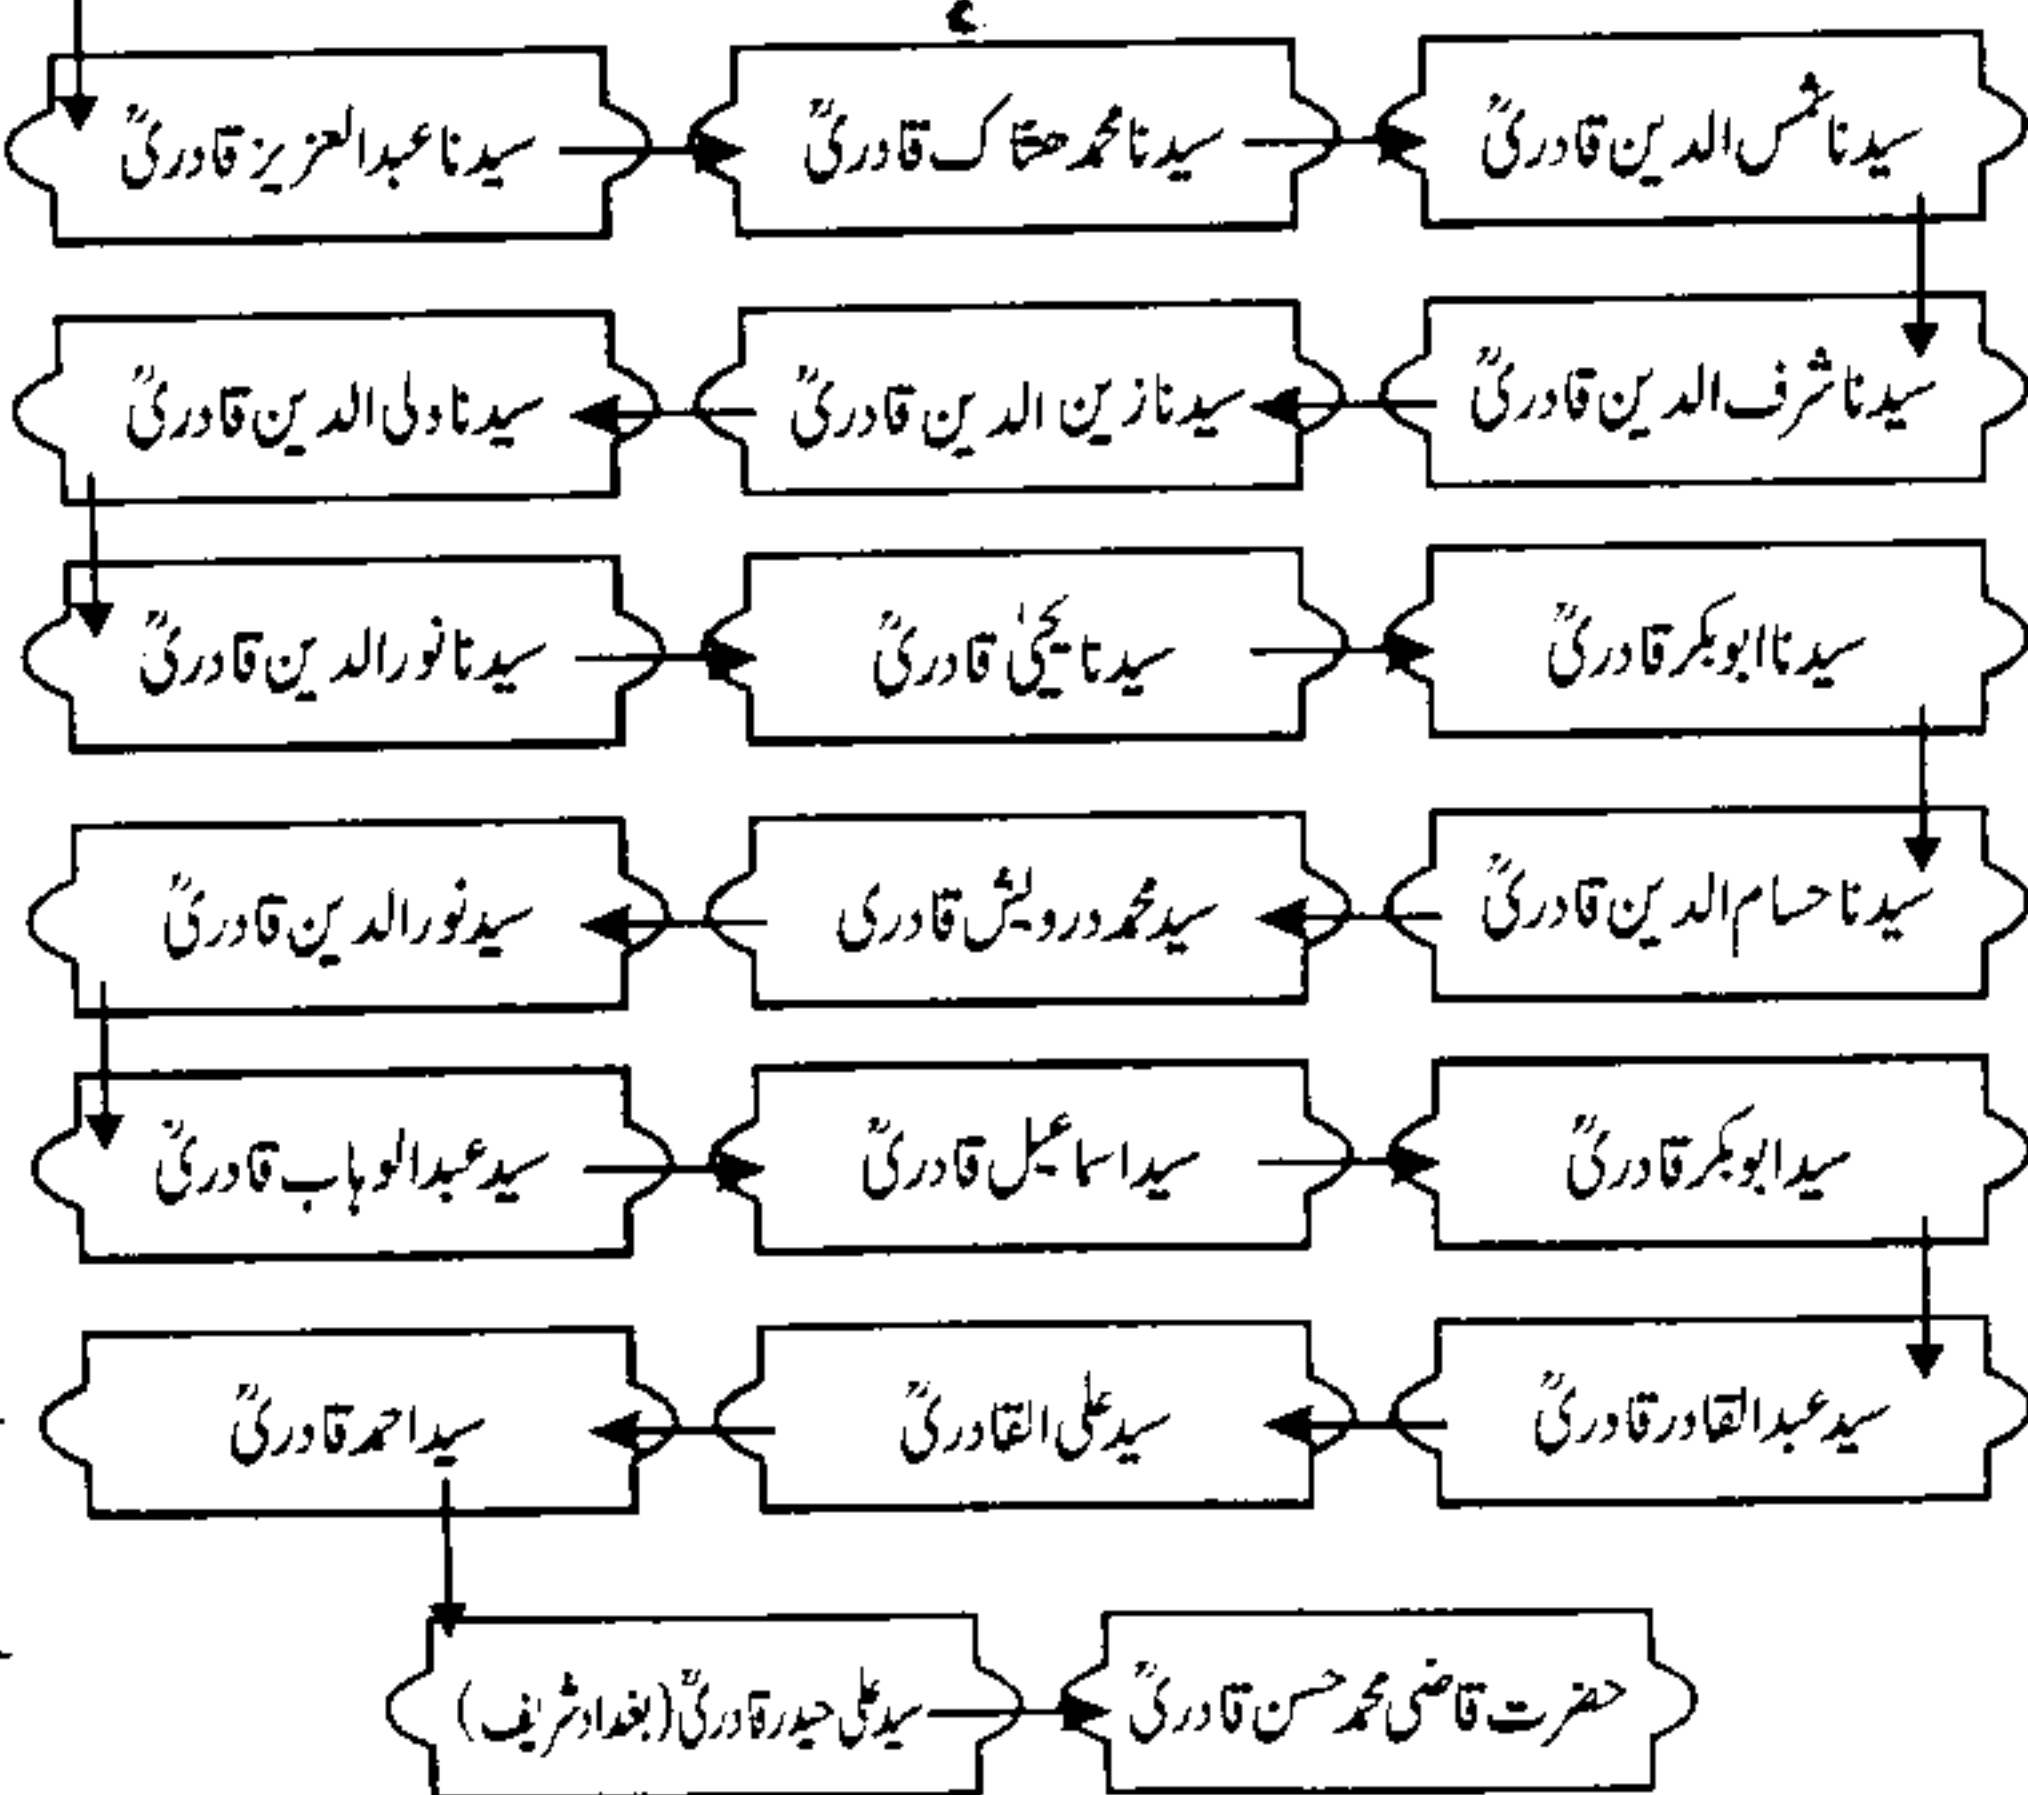 سیدنا شمس الدین قادریؒ سیدنا محمد ھتاک قادریؒ سیدنا عبدالعزیز قادریؒ
سیدنا شرف الدین قادریؒ سیدنا زین الدین قادریؒ سیدنا ولی الدین قادریؒ
سیدنا ابوبکر قادریؒ سیدنا یحییٰ قادریؒ سیدنا نورالدین قادریؒ
سیدنا حسام الدین قادریؒ سید محمد درویش قادری سید نورالدین قادریؒ
سید ابوبکر قادریؒ سید اسماعیل قادریؒ سید عبدالوہاب قادریؒ
سید عبدالقادر قادریؒ سید علی القادریؒ سید احمد قادریؒ
حضرت قاضی محمد حسن قادریؒ سید علی حیدر قادریؒ (بغداد شریف)